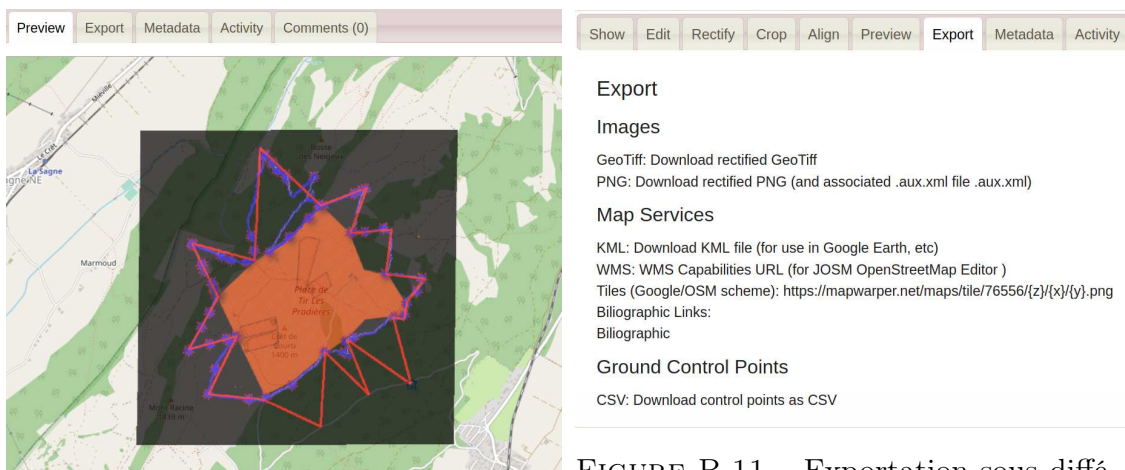 Preview Export Metadata Activity Comments (0)
Miéville
Le Crêt
La Sagne
agne NE
Marmoud
Place de
Tir Les
Pradières
1400 m
Mont Racine
1439 m
Show Edit Rectify Crop Align Preview Export Metadata Activity
Export
Images
GeoTiff: Download rectified GeoTiff
PNG: Download rectified PNG (and associated .aux.xml file .aux.xml)
Map Services
KML: Download KML file (for use in Google Earth, etc)
WMS: WMS Capabilities URL (for JOSM OpenStreetMap Editor )
Tiles (Google/OSM scheme): https://mapwarper.net/maps/tile/76556/{z}/{x}/{y}.png
Biliographic Links:
Biliographic
Ground Control Points
CSV: Download control points as CSV
FIGURE B.11 – Exportation sous diffé-